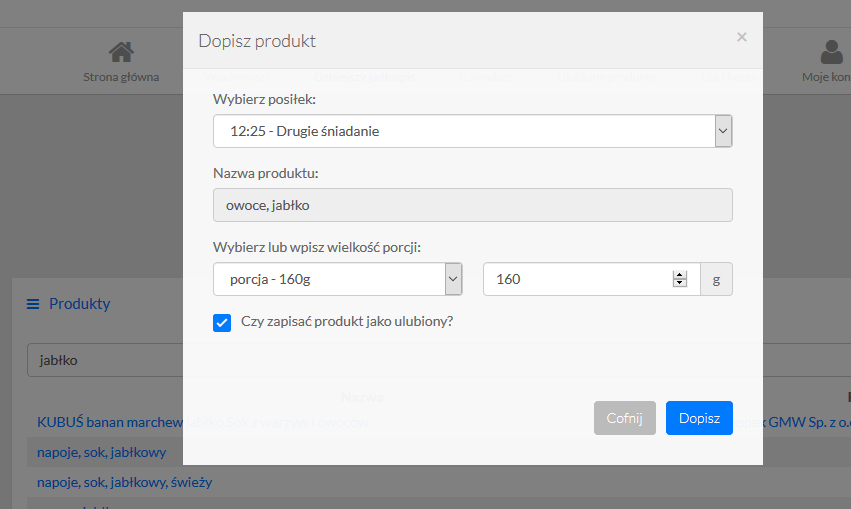 Dopisz produkt
×
Strona główna
Moje kon
Wybierz posiłek:
12:25 - Drugie śniadanie
Nazwa produktu:
owoce, jabłko
Wybierz lub wpisz wielkość porcji:
porcja - 160g
160
g
Czy zapisać produkt jako ulubiony?
Produkty
jabłko
Nazwa
Cofnij
Dopisz
KUBUŚ banan marchew
GMW Sp. z o.o
napoje, sok, jabłkowy
napoje, sok, jabłkowy, świeży